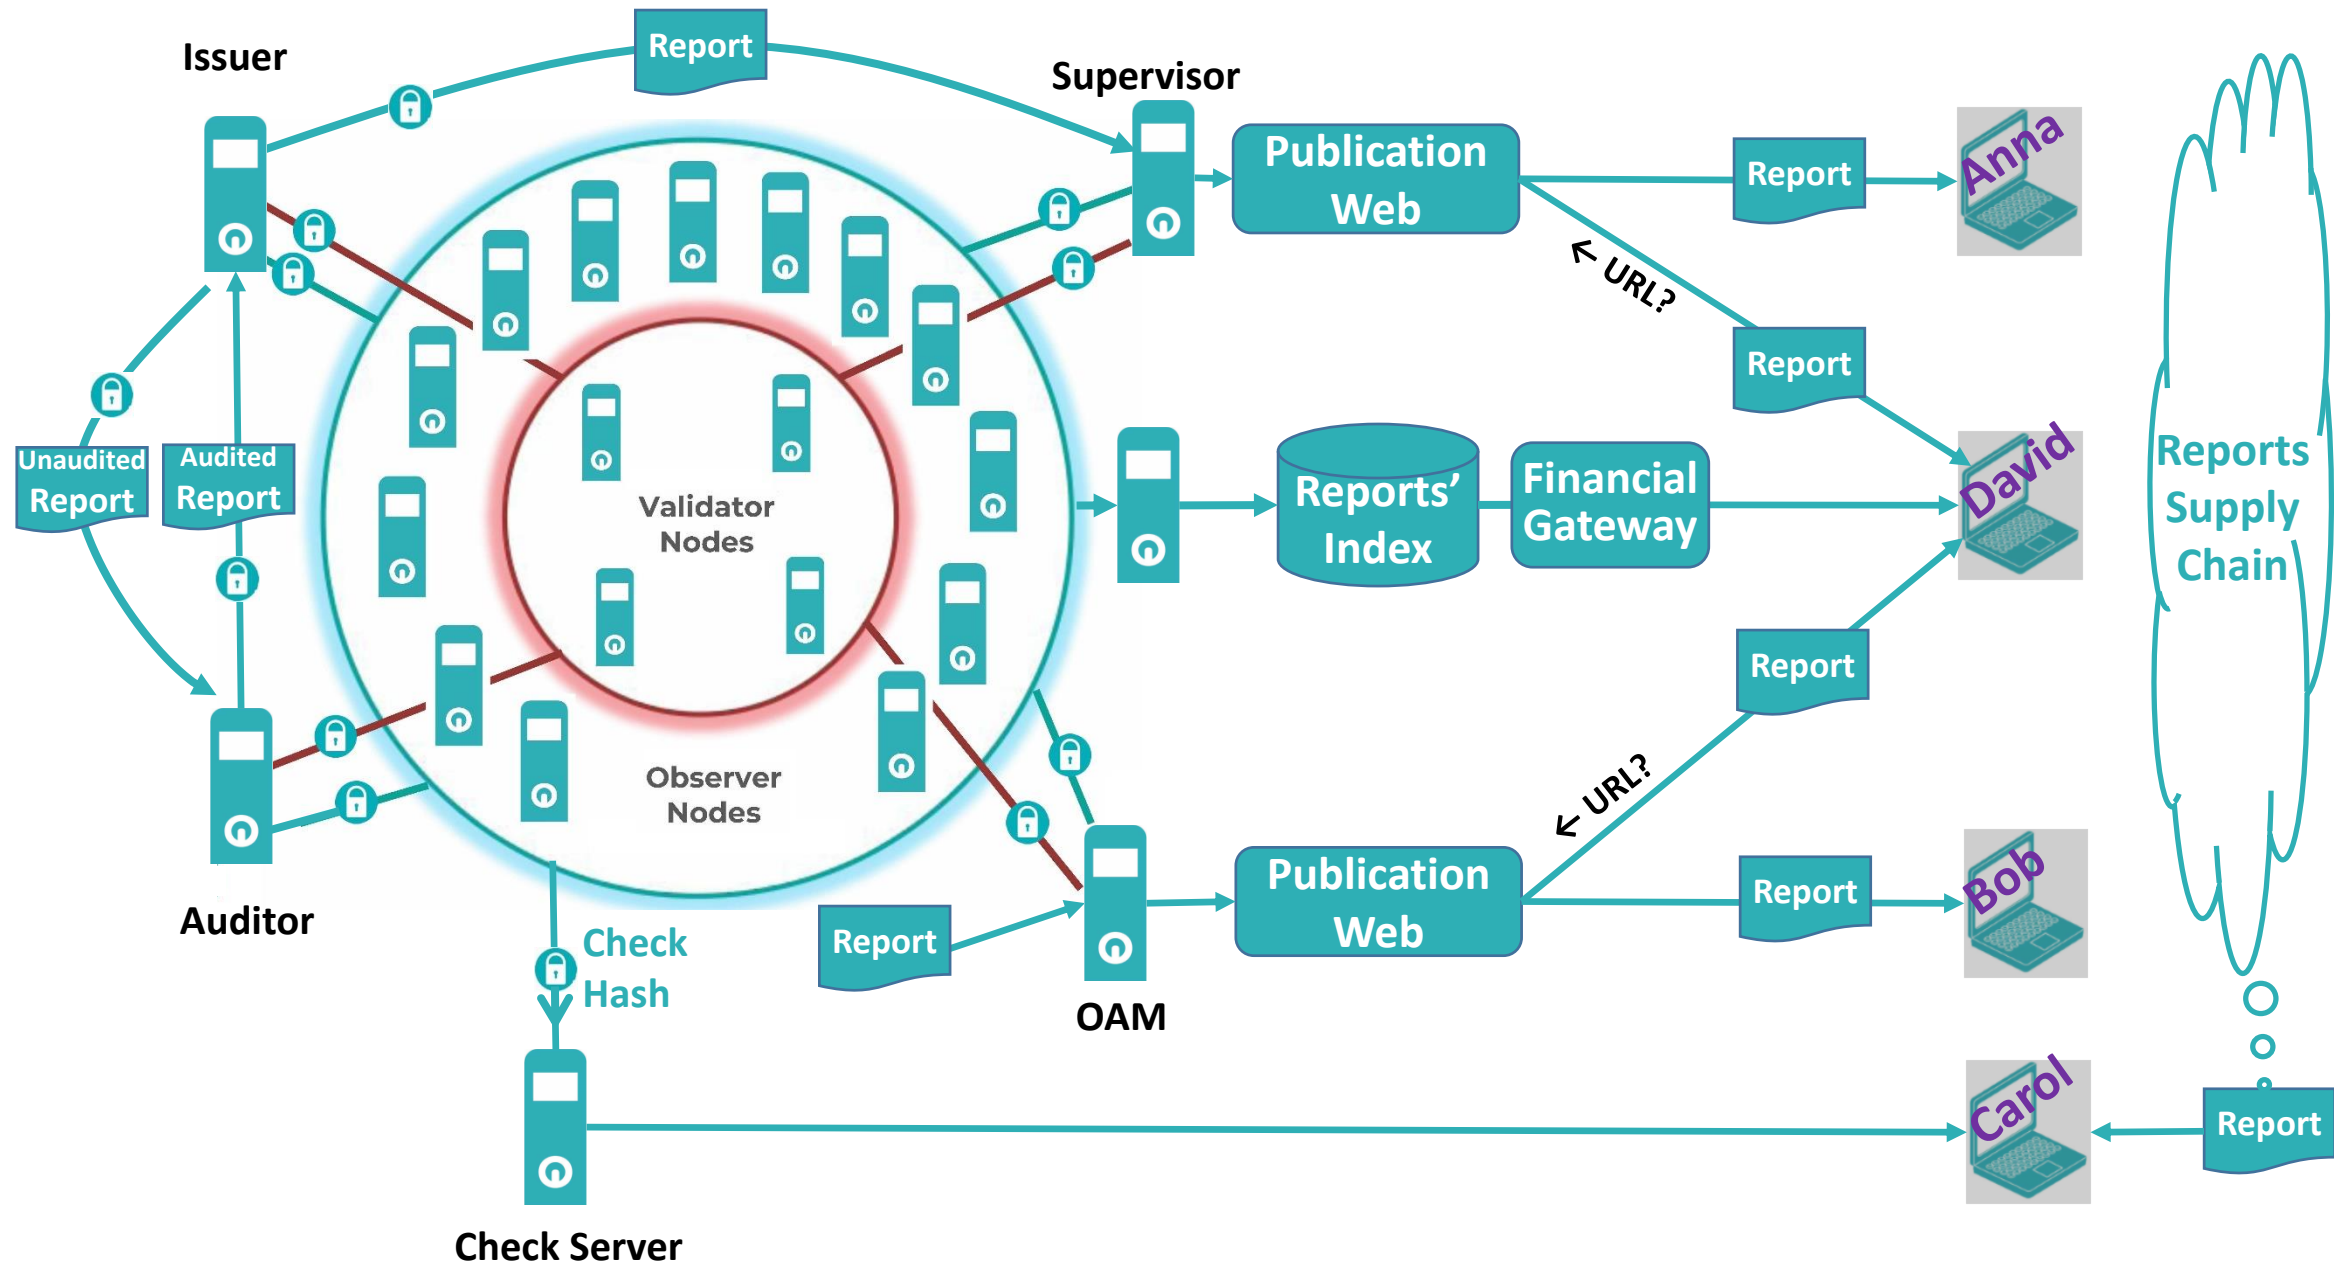 Issuer
Report
Supervisor
Publication
Web
Report
Anna
← URL?
Report
Unaudited
Report
Audited
Report
Validator
Nodes
Reports’
Index
Financial
Gateway
David
Reports
Supply
Chain
Report
← URL?
Observer
Nodes
Auditor
Check
Hash
Report
OAM
Publication
Web
Report
Bob
Carol
Report
Check Server